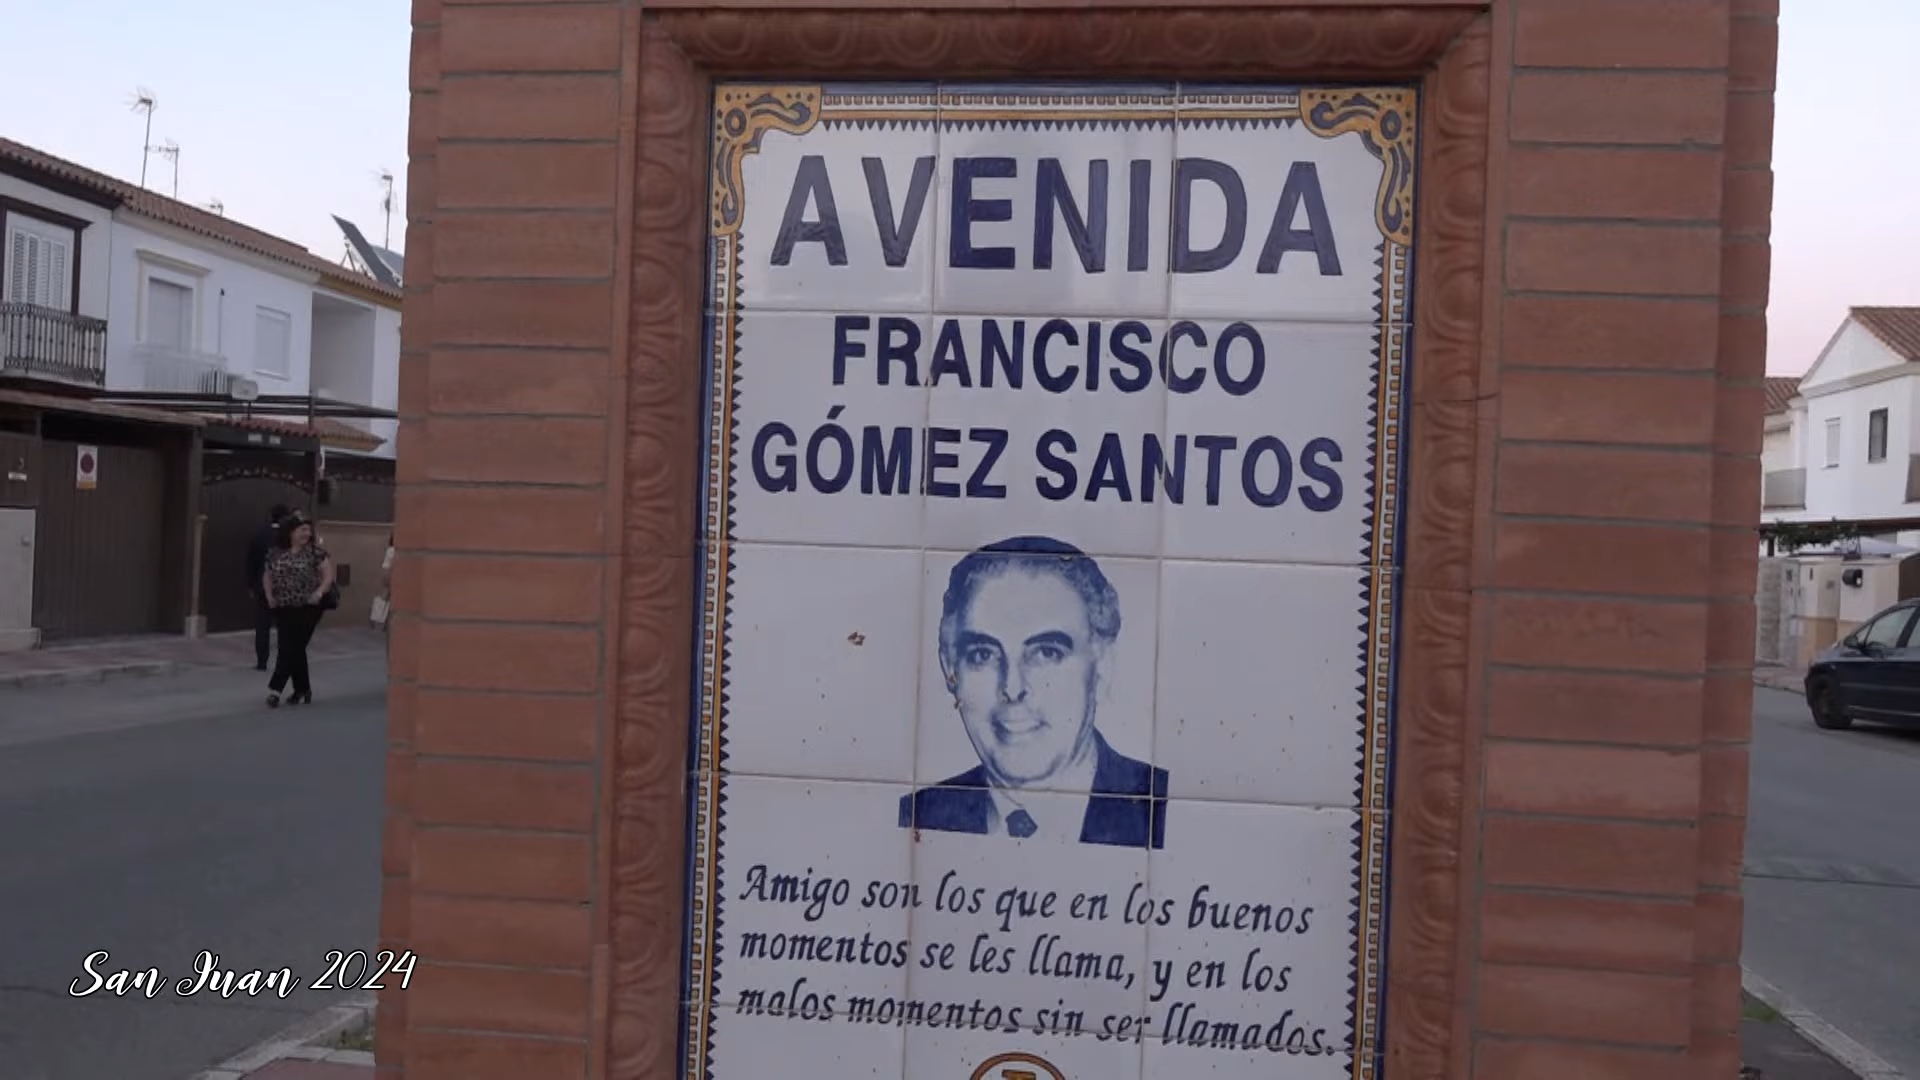 AVENIDA
FRANCISCO
GÓMEZ SANTOS
Amigo son los que en los buenos
momentos se les llama, y en los
malos momentos sin ser llamados.
San Juan 2024